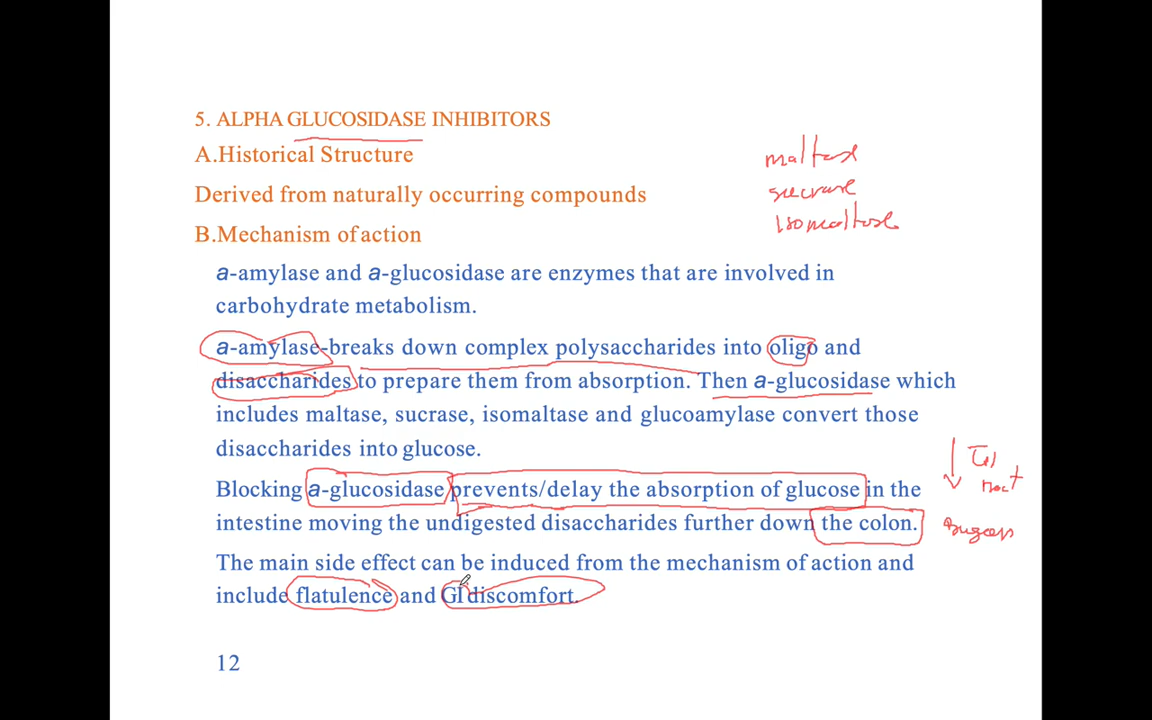 5. ALPHA GLUCOSIDASE INHIBITORS
A.Historical Structure
maltase
Derived from naturally occurring compounds
sucrase
isomaltase
B.Mechanism of action
a-amylase and a-glucosidase are enzymes that are involved in
carbohydrate metabolism.
a-amylase-breaks down complex polysaccharides into oligo and
disaccharides to prepare them from absorption. Then a-glucosidase which
includes maltase, sucrase, isomaltase and glucoamylase convert those
disaccharides into glucose.
Blocking a-glucosidase prevents/delay the absorption of glucose in the
intestine moving the undigested disaccharides further down the colon.
The main side effect can be induced from the mechanism of action and
include flatulence and GI discomfort.
12